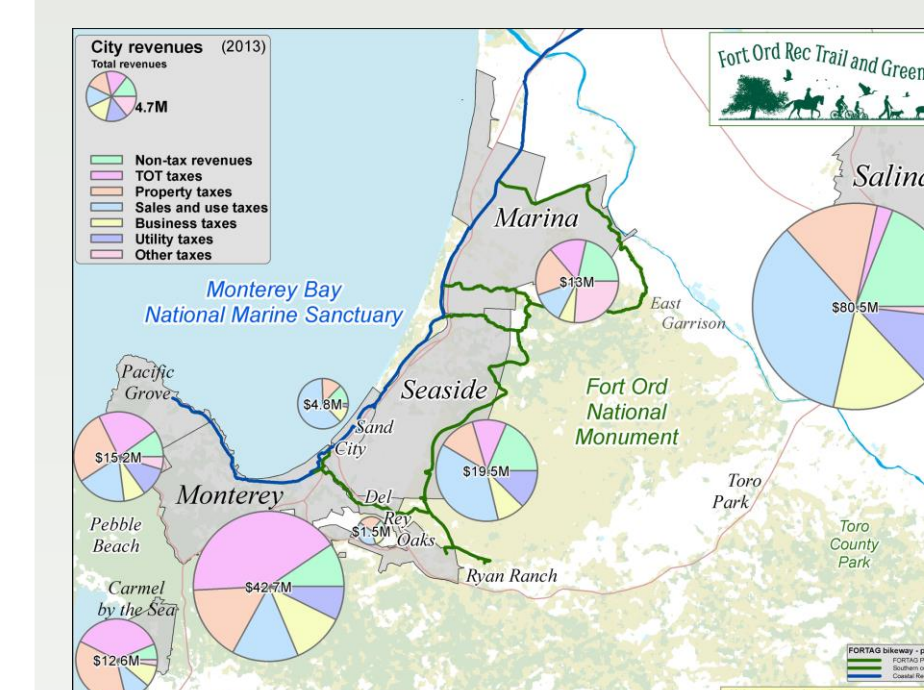 City revenues (2013)
Total revenues
4.7M
Non-tax revenues
TOT taxes
Property taxes
Sales and use taxes
Business taxes
Utility taxes
Other taxes
Fort Ord Rec Trail and Green
Salina
Marina
$13M
$80.5M
Monterey Bay
National Marine Sanctuary
East
Garrison
Pacific
Grove
Seaside
Fort Ord
National
Monument
$4.8M
Sand
City
$15.2M
$19.5M
Monterey
Toro
Park
Del
Rey
Oaks
$1.5M
Pebble
Beach
Toro
County
Park
Ryan Ranch
$42.7M
Carmel
by the Sea
$12.6M
FORTAG bikeway - p
FORTAG P
Southern o
Coastal Re